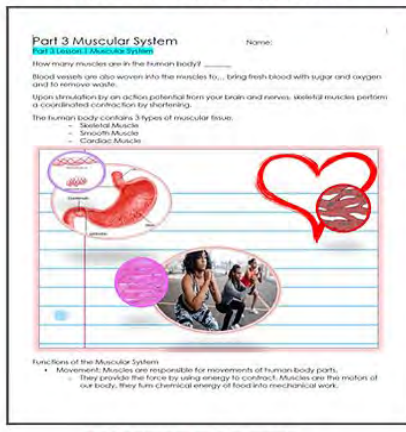 1
Part 3 Muscular System Name:
Part 3 Lesson 1 Muscular System
How many muscles are in the human body? ______
Blood vessels are also woven into the muscles to… bring fresh blood with sugar and oxygen
and to remove waste.
Upon stimulation by an action potential from your brain and nerves, skeletal muscles perform
a coordinated contraction by shortening.
The human body contains 3 types of muscular tissue.
- Skeletal Muscle
- Smooth Muscle
- Cardiac Muscle
Functions of the Muscular System
• Movement: Muscles are responsible for movements of human body parts.
o They provide the force by using energy to contract. Muscles are the motors of
our body, they turn chemical energy of food into mechanical work.